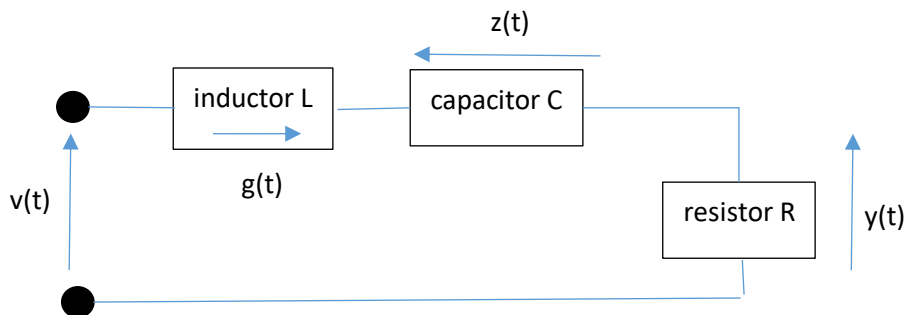 z(t)
inductor L
capacitor C
g(t)
v(t)
resistor R
y(t)